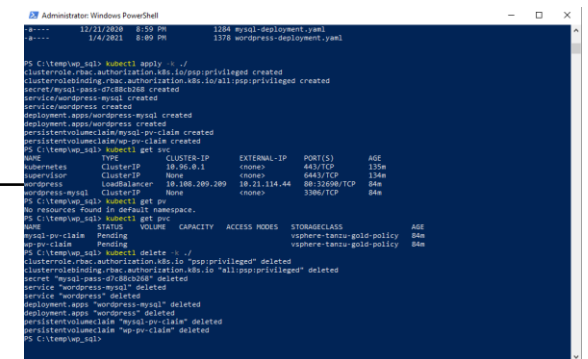 Administrator: Windows PowerShell
-a---- 12/21/2020 8:59 PM 1284 mysql-deployment.yaml
-a---- 1/4/2021 8:09 PM 1378 wordpress-deployment.yaml
PS C:\temp\wp_sql> kubectl apply -k ./
clusterrole.rbac.authorization.k8s.io/psp:privileged created
clusterrolebinding.rbac.authorization.k8s.io/all:psp:privileged created
secret/mysql-pass-d7c88cb268 created
service/wordpress-mysql created
service/wordpress created
deployment.apps/wordpress-mysql created
deployment.apps/wordpress created
persistentvolumeclaim/mysql-pv-claim created
persistentvolumeclaim/wp-pv-claim created
PS C:\temp\wp_sql> kubectl get svc
NAME TYPE CLUSTER-IP EXTERNAL-IP PORT(S) AGE
kubernetes ClusterIP 10.96.0.1 <none> 443/TCP 135m
supervisor ClusterIP None <none> 6443/TCP 134m
wordpress LoadBalancer 10.108.209.209 10.21.114.44 80:32690/TCP 84m
wordpress-mysql ClusterIP None <none> 3306/TCP 84m
PS C:\temp\wp_sql> kubectl get pv
No resources found in default namespace.
PS C:\temp\wp_sql> kubectl get pvc
NAME STATUS VOLUME CAPACITY ACCESS MODES STORAGECLASS AGE
mysql-pv-claim Pending vsphere-tanzu-gold-policy 84m
wp-pv-claim Pending vsphere-tanzu-gold-policy 84m
PS C:\temp\wp_sql> kubectl delete -k ./
clusterrole.rbac.authorization.k8s.io "psp:privileged" deleted
clusterrolebinding.rbac.authorization.k8s.io "all:psp:privileged" deleted
secret "mysql-pass-d7c88cb268" deleted
service "wordpress-mysql" deleted
service "wordpress" deleted
deployment.apps "wordpress-mysql" deleted
deployment.apps "wordpress" deleted
persistentvolumeclaim "mysql-pv-claim" deleted
persistentvolumeclaim "wp-pv-claim" deleted
PS C:\temp\wp_sql>